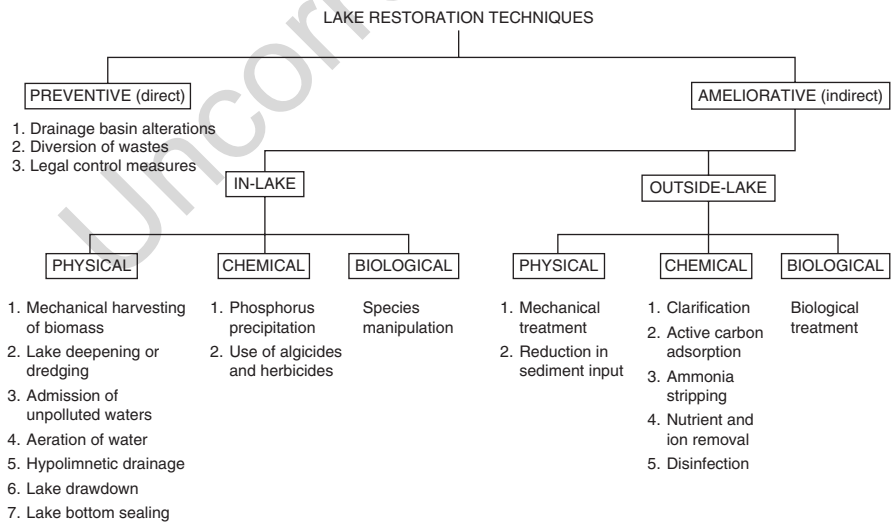 LAKE RESTORATION TECHNIQUES
PREVENTIVE (direct)
1. Drainage basin alterations
2. Diversion of wastes
3. Legal control measures
AMELIORATIVE (indirect)
IN-LAKE
PHYSICAL
1. Mechanical harvesting
of biomass
2. Lake deepening or
dredging
3. Admission of
unpolluted waters
4. Aeration of water
5. Hypolimnetic drainage
6. Lake drawdown
7. Lake bottom sealing
CHEMICAL
1. Phosphorus
precipitation
2. Use of algicides
and herbicides
BIOLOGICAL
Species
manipulation
OUTSIDE-LAKE
PHYSICAL
1. Mechanical
treatment
2. Reduction in
sediment input
CHEMICAL
1. Clarification
2. Active carbon
adsorption
3. Ammonia
stripping
4. Nutrient and
ion removal
5. Disinfection
BIOLOGICAL
Biological
treatment